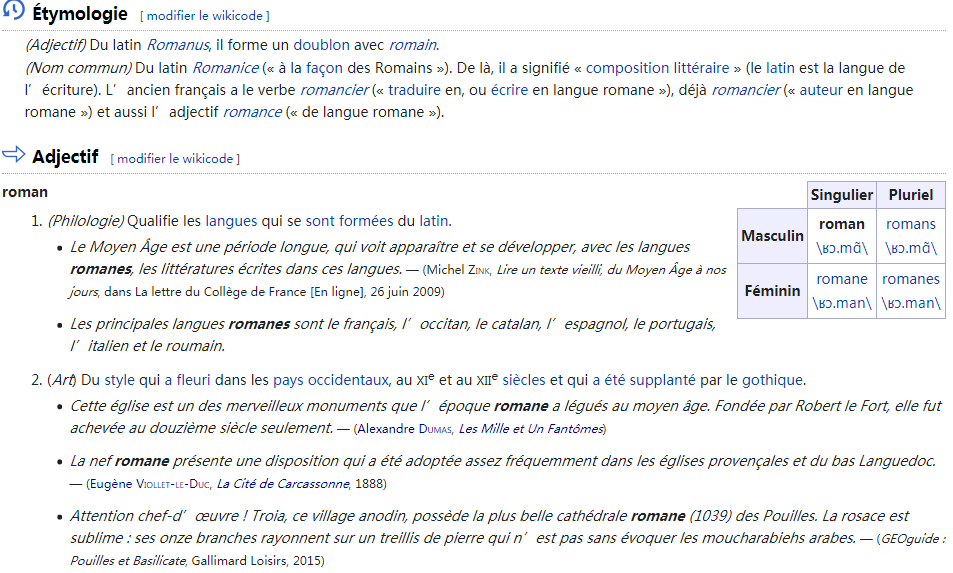 Étymologie [ modifier le wikicode ]
(Adjectif) Du latin Romanus, il forme un doublon avec romain.
(Nom commun) Du latin Romanice (« à la façon des Romains »). De là, il a signifié « composition littéraire » (le latin est la langue de
l’écriture). L’ancien français a le verbe romancier (« traduire en, ou écrire en langue romane »), déjà romancier (« auteur en langue
romane ») et aussi l’adjectif romance (« de langue romane »).
Adjectif [ modifier le wikicode ]
roman
Singulier Pluriel
Masculin roman romans
\ʁɔ.mɑ̃\ \ʁɔ.mɑ̃\
Féminin romane romanes
\ʁɔ.man\ \ʁɔ.man\
1. (Philologie) Qualifie les langues qui se sont formées du latin.
• Le Moyen Âge est une période longue, qui voit apparaître et se développer, avec les langues
romanes, les littératures écrites dans ces langues. — (Michel Zink, Lire un texte vieilli, du Moyen Âge à nos
jours, dans La lettre du Collège de France [En ligne], 26 juin 2009)
• Les principales langues romanes sont le français, l’occitan, le catalan, l’espagnol, le portugais,
l’italien et le roumain.
2. (Art) Du style qui a fleuri dans les pays occidentaux, au XIe et au XIIe siècles et qui a été supplanté par le gothique.
• Cette église est un des merveilleux monuments que l’époque romane a légués au moyen âge. Fondée par Robert le Fort, elle fut
achevée au douzième siècle seulement. — (Alexandre Dumas, Les Mille et Un Fantômes)
• La nef romane présente une disposition qui a été adoptée assez fréquemment dans les églises provençales et du bas Languedoc.
— (Eugène Viollet-le-Duc, La Cité de Carcassonne, 1888)
• Attention chef-d’œuvre ! Troia, ce village anodin, possède la plus belle cathédrale romane (1039) des Pouilles. La rosace est
sublime : ses onze branches rayonnent sur un treillis de pierre qui n’est pas sans évoquer les moucharabiehs arabes. — (GEOguide :
Pouilles et Basilicate, Gallimard Loisirs, 2015)